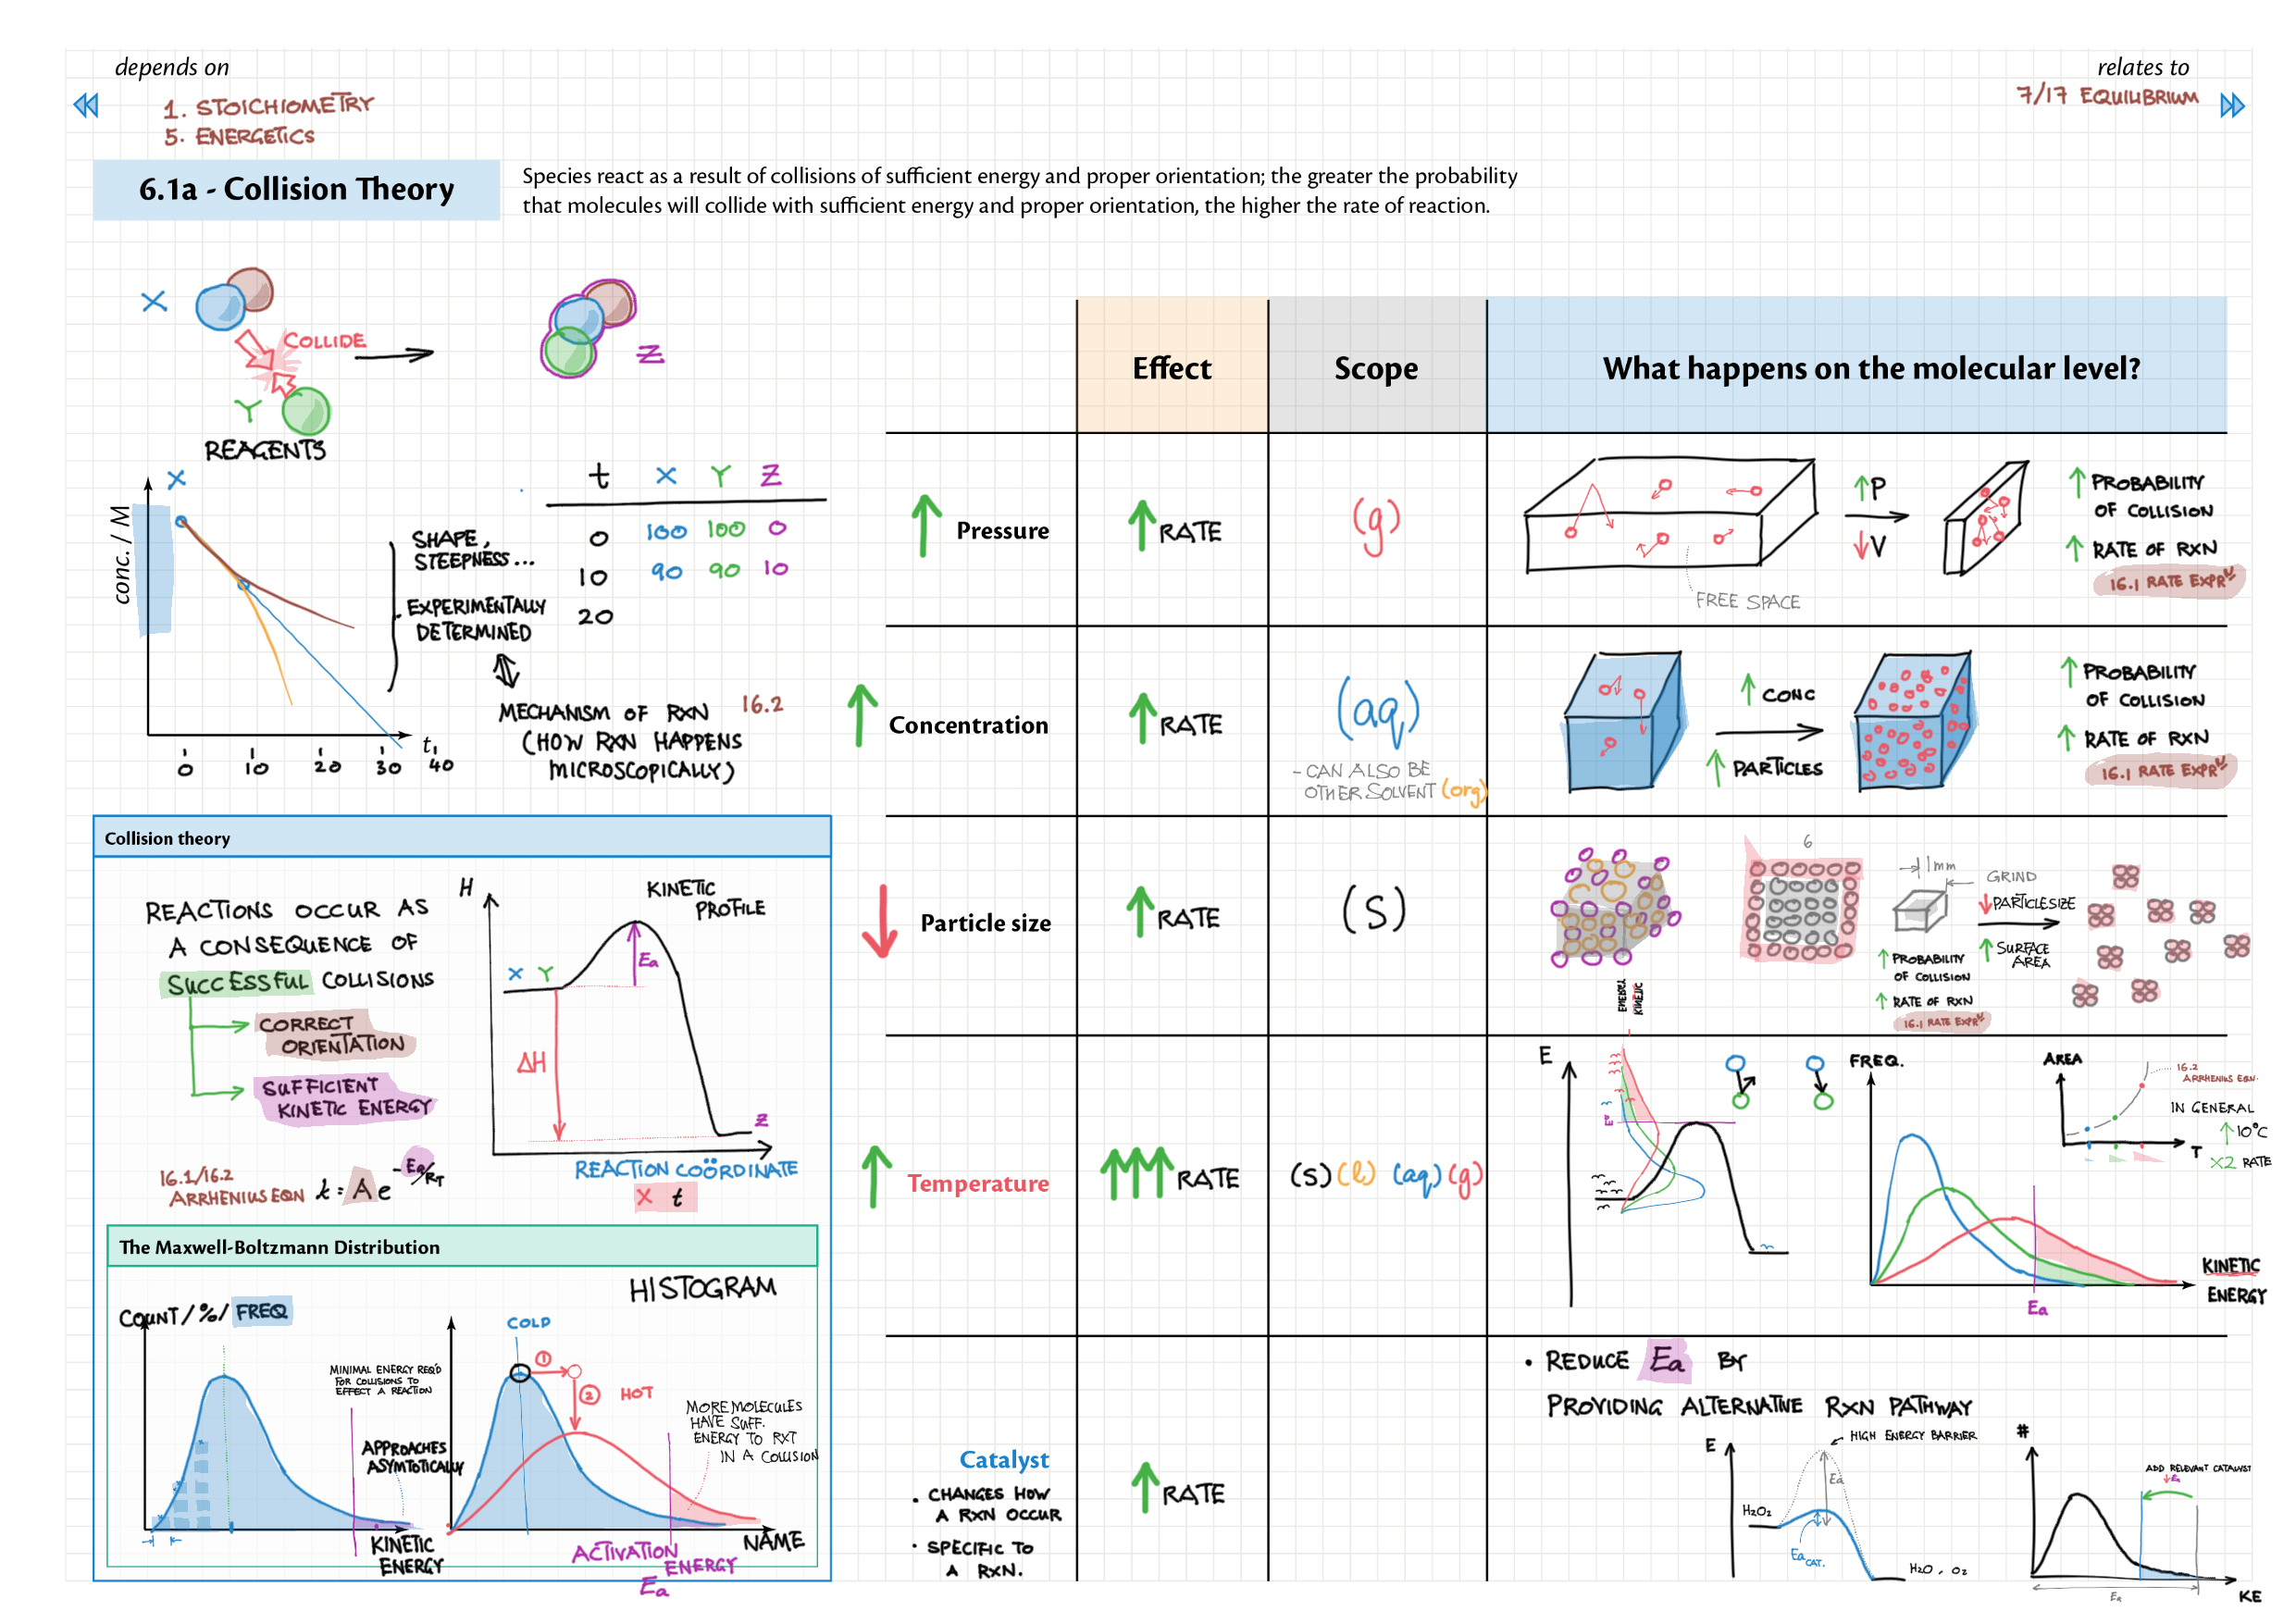 depends on
1. STOICHIOMETRY
5. ENERGETICS
relates to
7/17 EQUILIBRIUM
6.1a - Collision Theory
Species react as a result of collisions of sufficient energy and proper orientation; the greater the probability
that molecules will collide with sufficient energy and proper orientation, the higher the rate of reaction.
X
COLLIDE
Z
Y
REAGENTS
X
conc. / M
SHAPE,
STEEPNESS...
EXPERIMENTALLY
DETERMINED
MECHANISM OF RXN 16.2
(HOW RXN HAPPENS
MICROSCOPICALLY)
t
0 10 20 30 40
t X Y Z
0 100 100 0
10 90 90 10
20
Collision theory
REACTIONS OCCUR AS
A CONSEQUENCE OF
SUCCESSFUL COLLISIONS
CORRECT
ORIENTATION
SUFFICIENT
KINETIC ENERGY
16.1/16.2
ARRHENIUS EQN k = A e -Ea/RT
H
KINETIC
PROFILE
X Y
Ea
ΔH
Z
REACTION COÖRDINATE
X t
The Maxwell-Boltzmann Distribution
HISTOGRAM
COUNT/%/ FREQ
MINIMAL ENERGY REQ'D
FOR COLLISIONS TO
EFFECT A REACTION
APPROACHES
ASYMTOTICALLY
KINETIC
ENERGY
COLD
1
2 HOT
MORE MOLECULES
HAVE SUFF.
ENERGY TO RXT
IN A COLLISION
NAME
ACTIVATION
ENERGY
Ea
Effect
Scope
What happens on the molecular level?
Pressure
RATE
(g)
FREE SPACE
↑P
↓V
↑ PROBABILITY
OF COLLISION
↑ RATE OF RXN
16.1 RATE EXPRN
Concentration
RATE
(aq)
- CAN ALSO BE
OTHER SOLVENT (org)
↑ CONC
↑ PARTICLES
↑ PROBABILITY
OF COLLISION
↑ RATE OF RXN
16.1 RATE EXPRN
Particle size
RATE
(s)
6
1mm
GRIND
↓ PARTICLE SIZE
↑ SURFACE
AREA
↑ PROBABILITY
OF COLLISION
↑ RATE OF RXN
16.1 RATE EXPRN
Temperature
RATE
(s) (l) (aq) (g)
KINETIC
ENERGY
E
FREQ.
Ea
KINETIC
ENERGY
AREA
T
16.2
ARRHENIUS EQN.
IN GENERAL
↑ 10°C
X2 RATE
Catalyst
. CHANGES HOW
A RXN OCCUR
· SPECIFIC TO
A RXN.
RATE
• REDUCE Ea BY
PROVIDING ALTERNATIVE RXN PATHWAY
E
HIGH ENERGY BARRIER
Ea
H2O2
Ea CAT.
H2O, O2
#
ADD RELEVANT CATALYST
↓Ea
Ea
KE